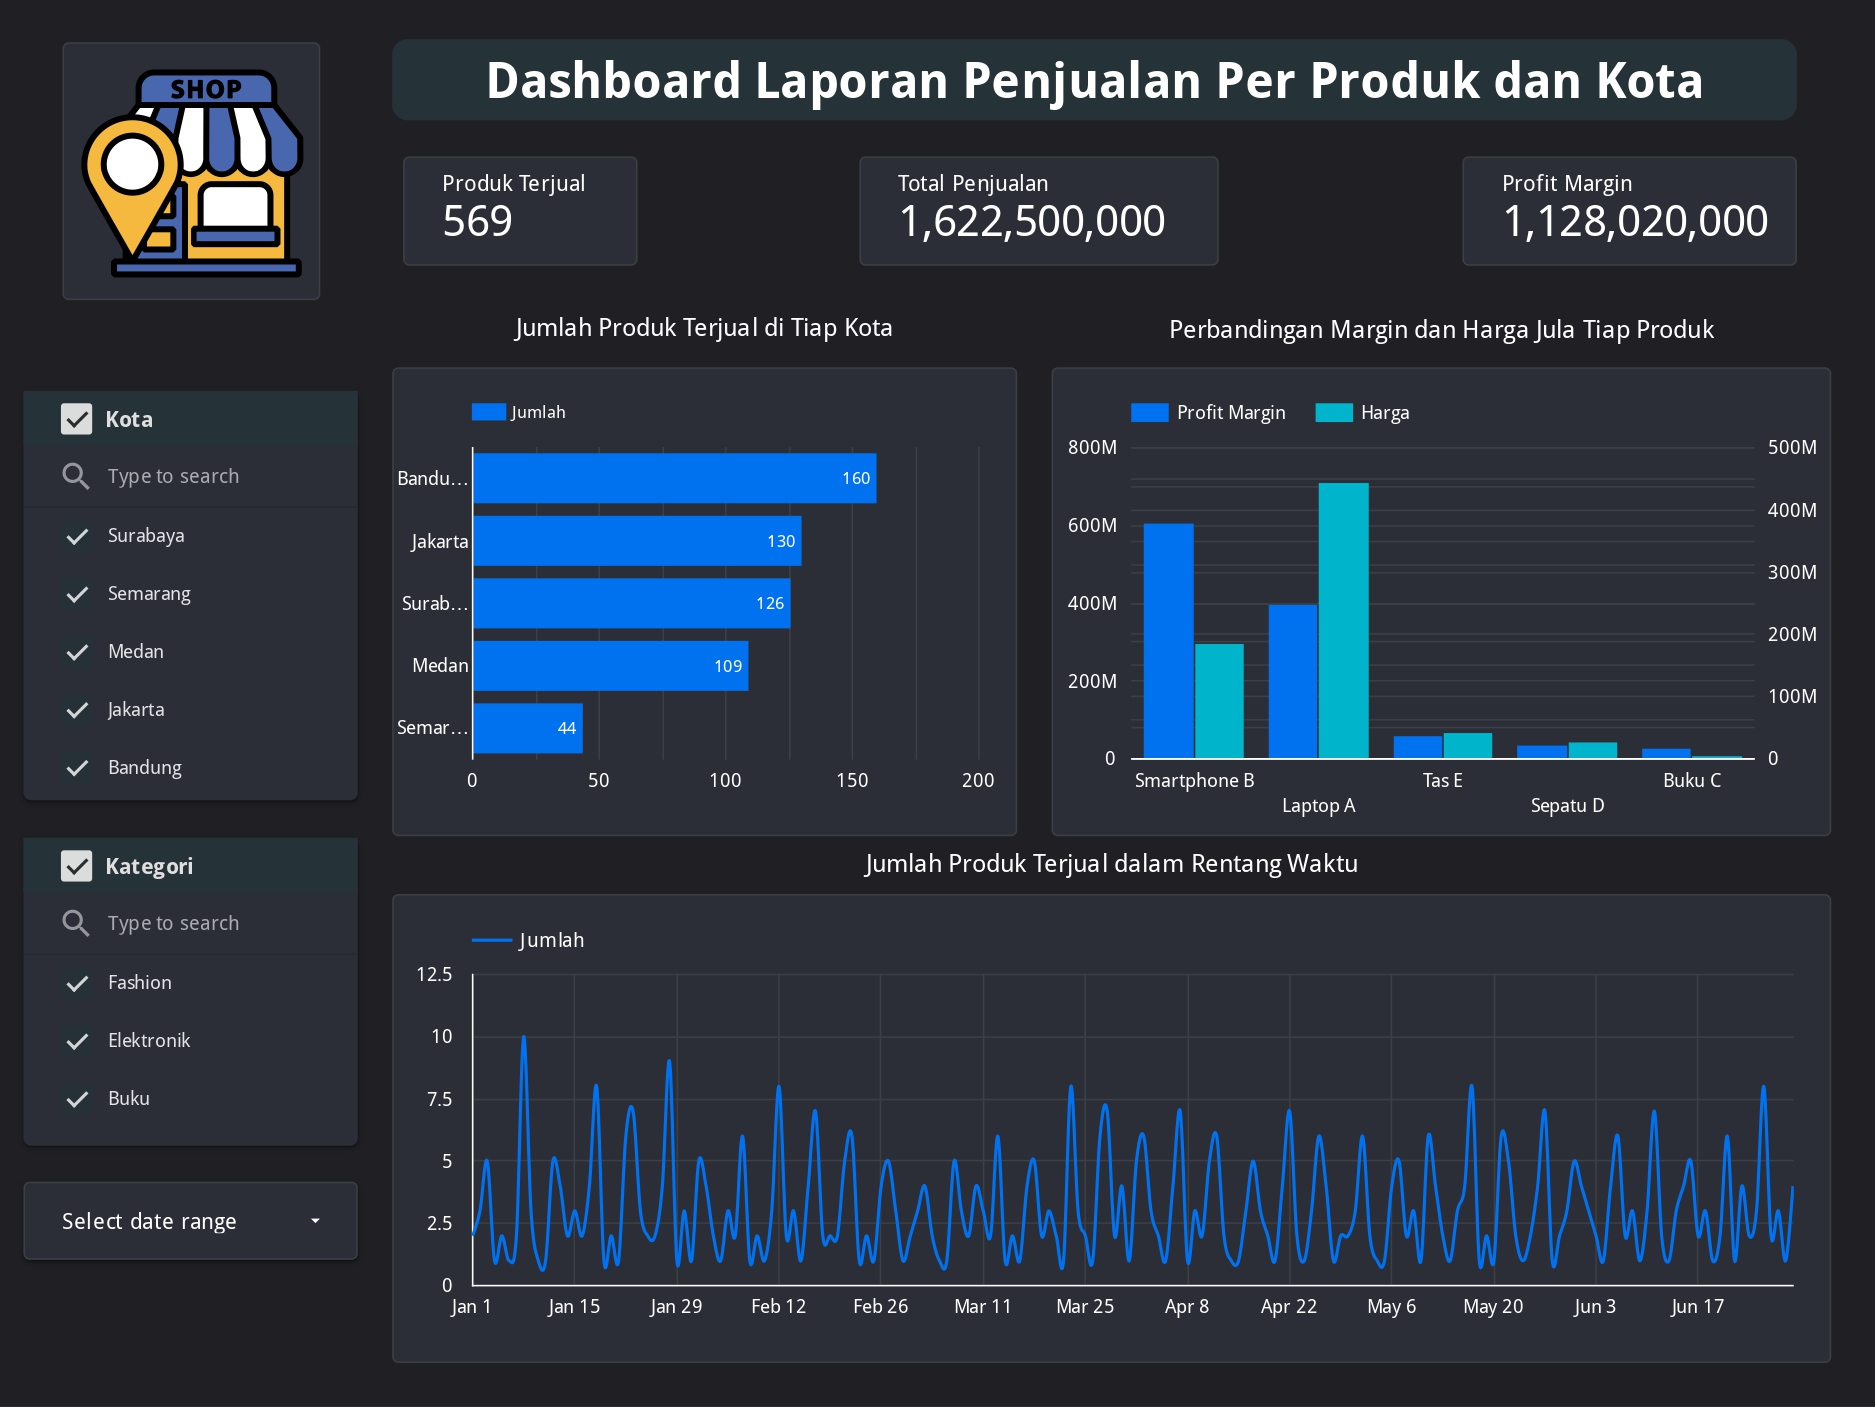 SHOP
Dashboard Laporan Penjualan Per Produk dan Kota
Produk Terjual
569
Total Penjualan
1,622,500,000
Profit Margin
1,128,020,000
Kota
Type to search
Surabaya
Semarang
Medan
Jakarta
Bandung
Kategori
Type to search
Fashion
Elektronik
Buku
Select date range
Jumlah Produk Terjual di Tiap Kota
Jumlah
Bandu...
160
Jakarta
130
Surab...
126
Medan
109
Semar...
44
0 50 100 150 200
Perbandingan Margin dan Harga Jula Tiap Produk
Profit Margin Harga
800M 500M
600M 400M
300M
400M
200M
200M
100M
0 0
Smartphone B Tas E Buku C
Laptop A Sepatu D
Jumlah Produk Terjual dalam Rentang Waktu
Jumlah
12.5
10
7.5
5
2.5
0
Jan 1 Jan 15 Jan 29 Feb 12 Feb 26 Mar 11 Mar 25 Apr 8 Apr 22 May 6 May 20 Jun 3 Jun 17